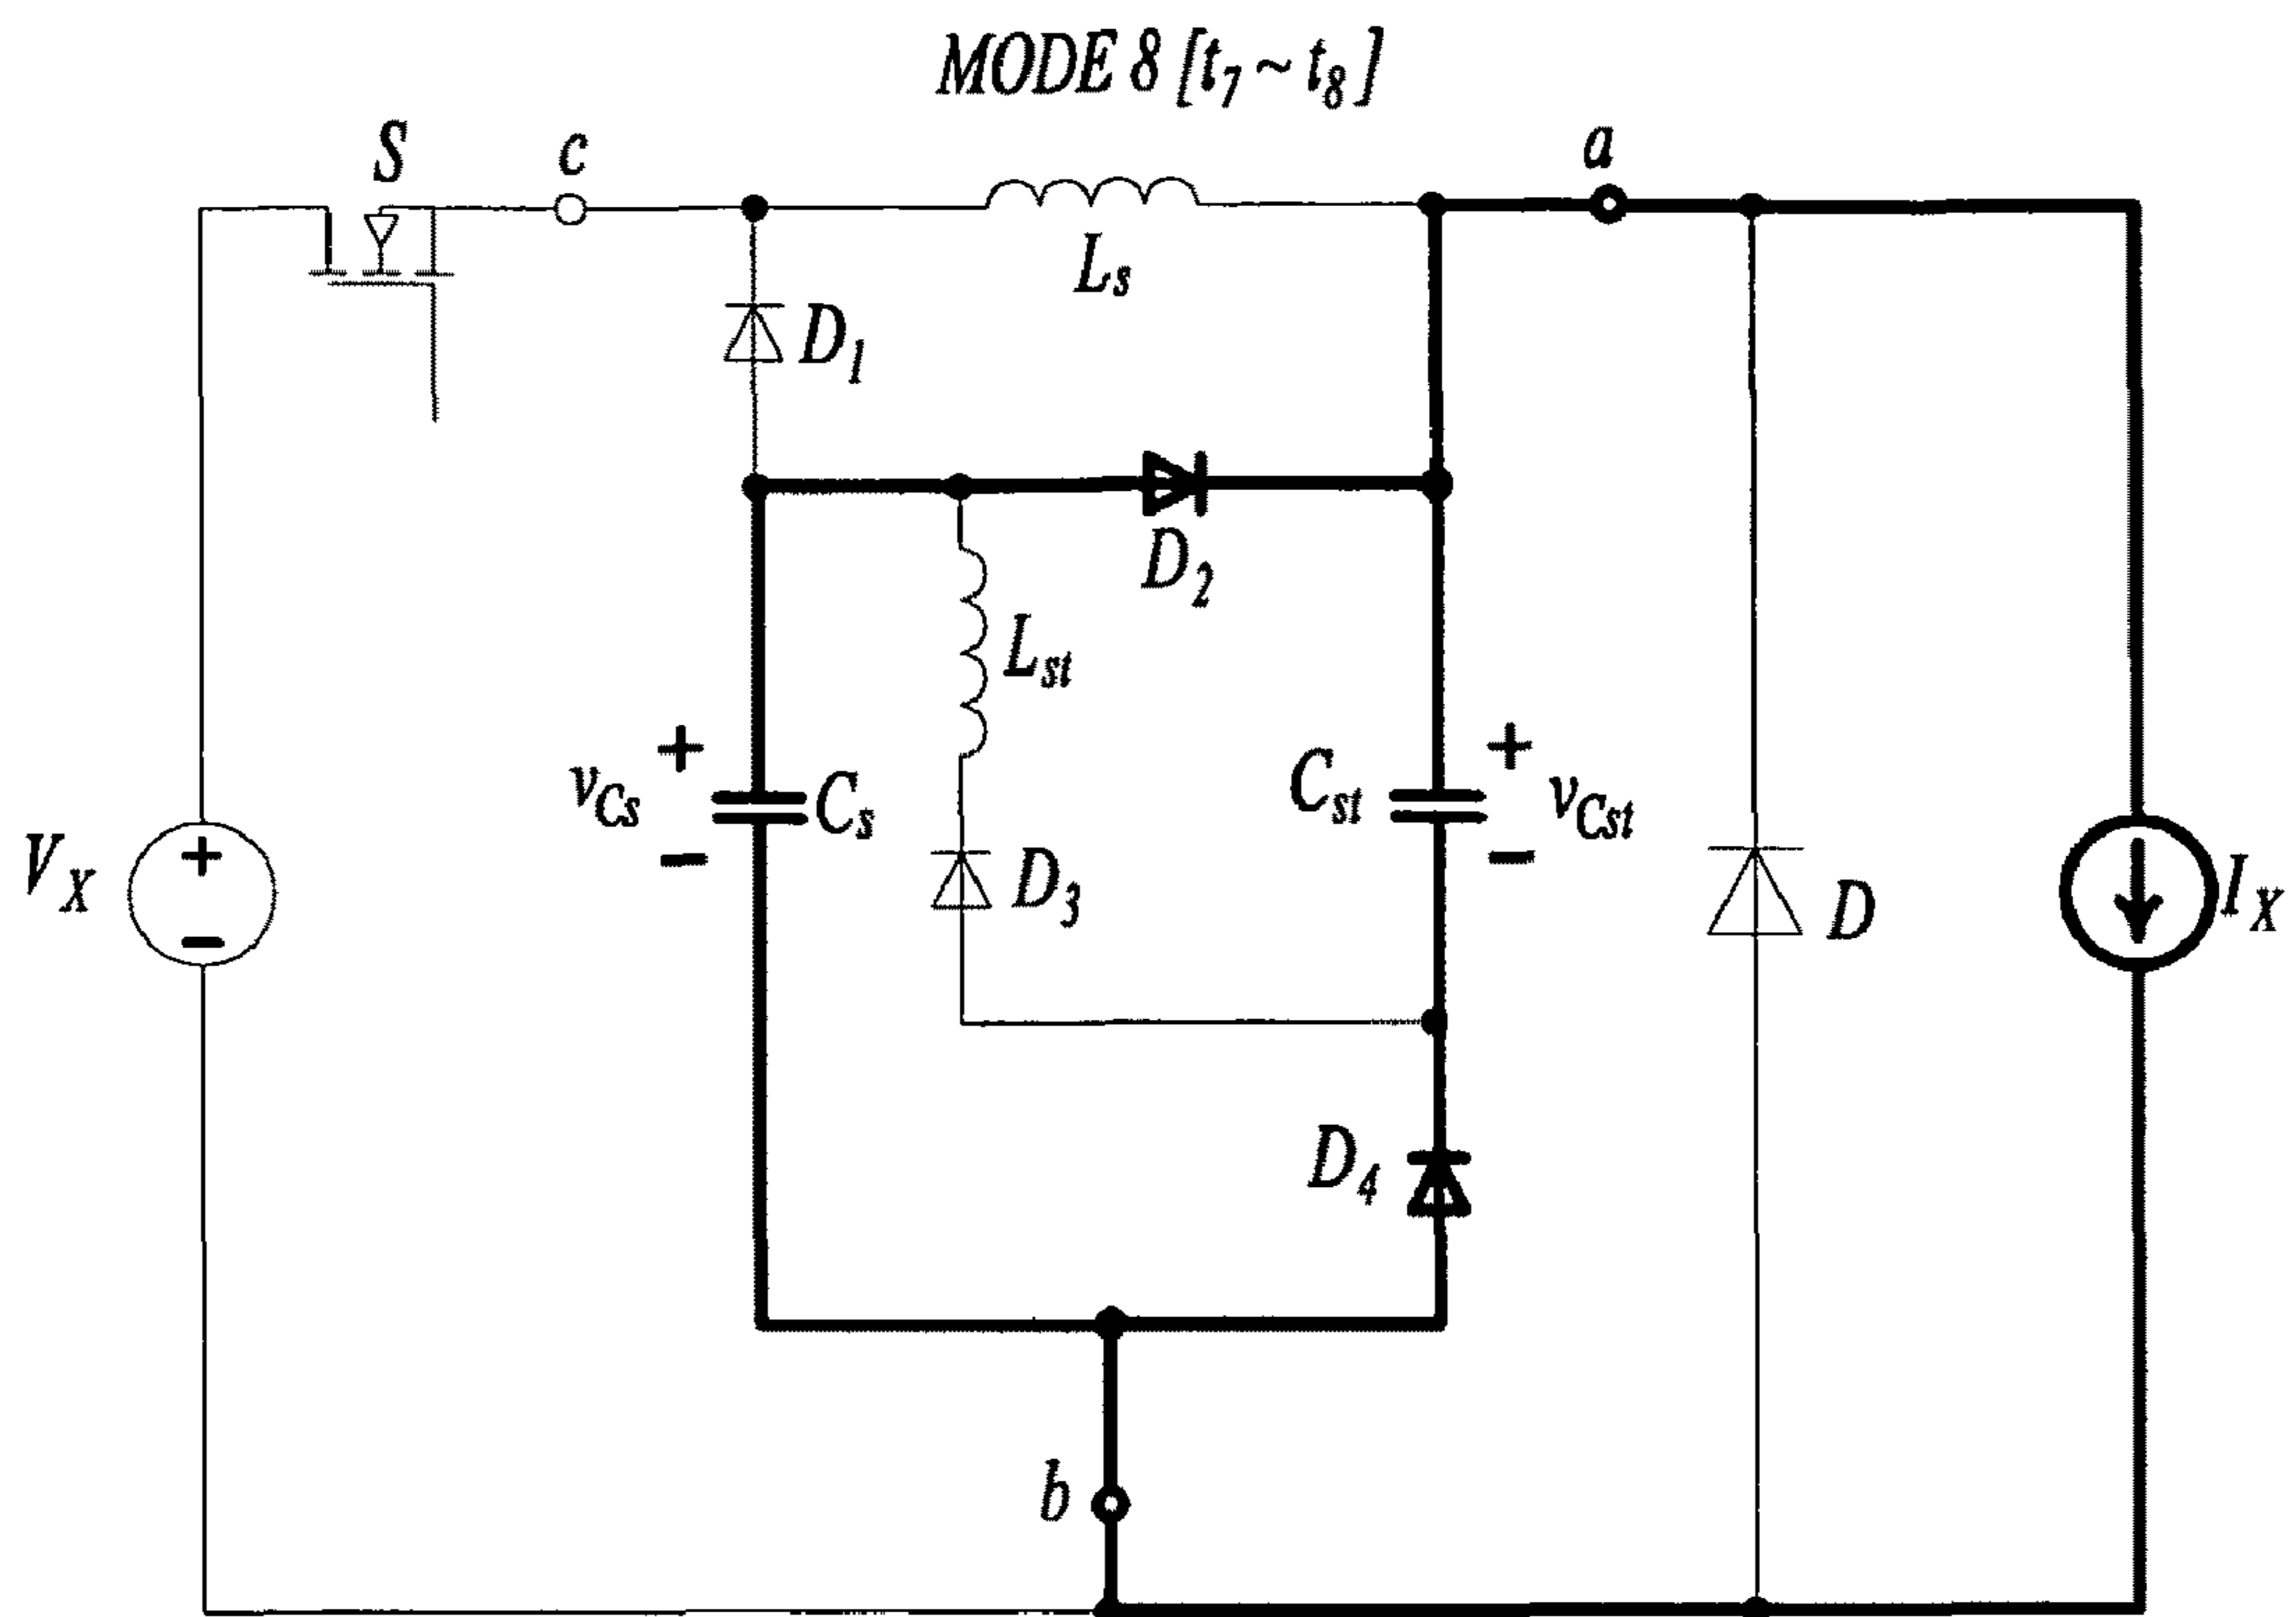 MODE 8 [t7 ~ t8]
S
c
a
Ls
D1
D2
Lst
+
vCs
−
Cs
Cst
+
vCst
−
VX
+
−
D3
D
IX
D4
b